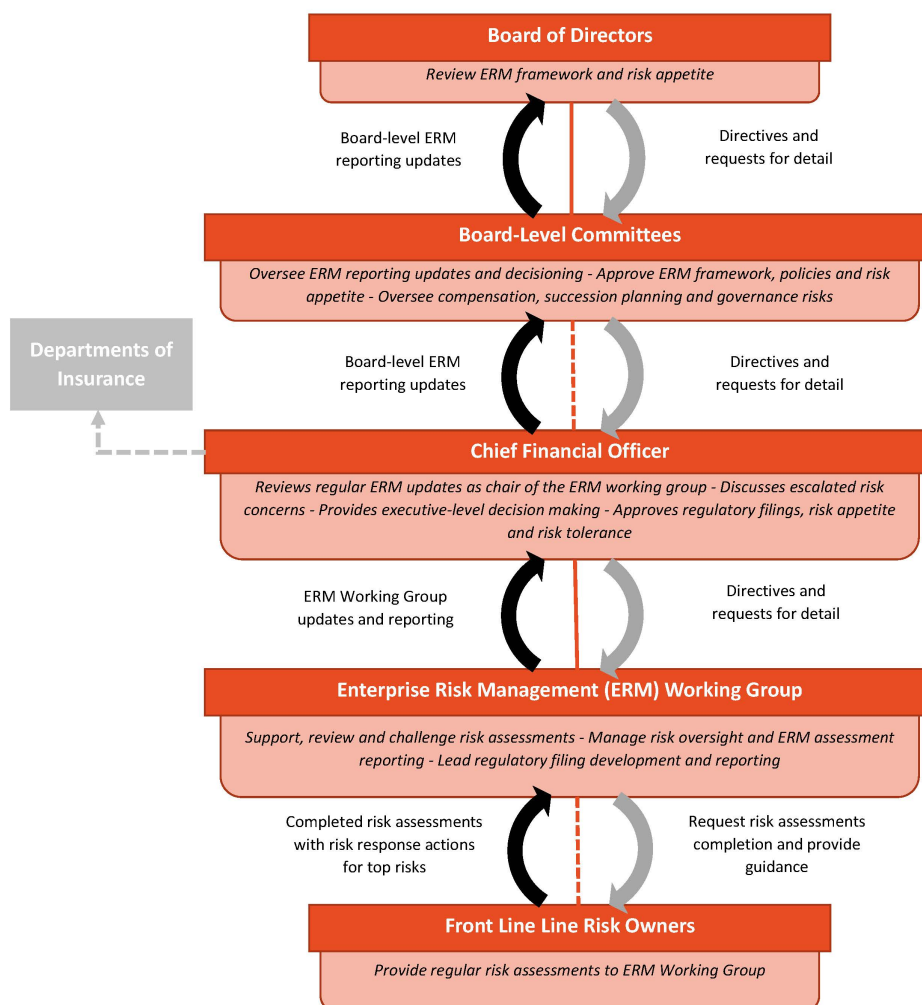 Board of Directors
Review ERM framework and risk appetite
Board-level ERM
reporting updates
Directives and
requests for detail
Board-Level Committees
Oversee ERM reporting updates and decisioning - Approve ERM framework, policies and risk
appetite - Oversee compensation, succession planning and governance risks
Departments of
Insurance
Board-level ERM
reporting updates
Directives and
requests for detail
Chief Financial Officer
Reviews regular ERM updates as chair of the ERM working group - Discusses escalated risk
concerns - Provides executive-level decision making - Approves regulatory filings, risk appetite
and risk tolerance
ERM Working Group
updates and reporting
Directives and
requests for detail
Enterprise Risk Management (ERM) Working Group
Support, review and challenge risk assessments - Manage risk oversight and ERM assessment
reporting - Lead regulatory filing development and reporting
Completed risk assessments
with risk response actions
for top risks
Request risk assessments
completion and provide
guidance
Front Line Line Risk Owners
Provide regular risk assessments to ERM Working Group